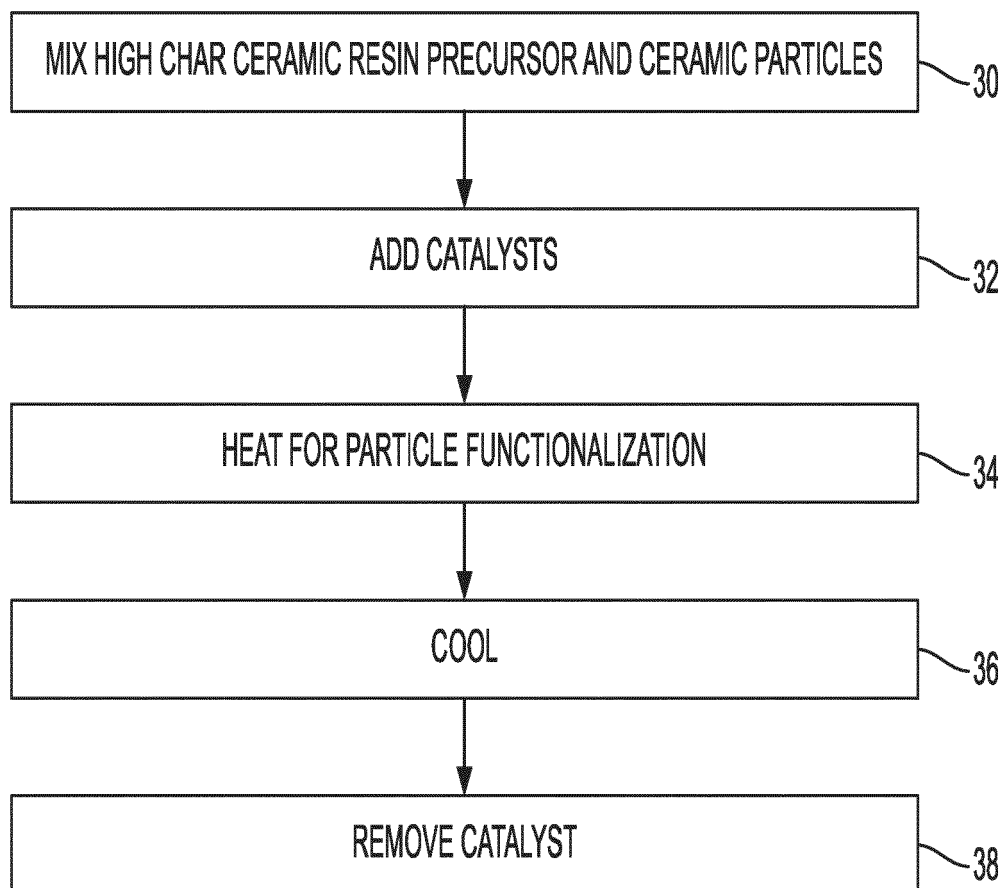 MIX HIGH CHAR CERAMIC RESIN PRECURSOR AND CERAMIC PARTICLES
30
ADD CATALYSTS
32
HEAT FOR PARTICLE FUNCTIONALIZATION
34
COOL
36
REMOVE CATALYST
38